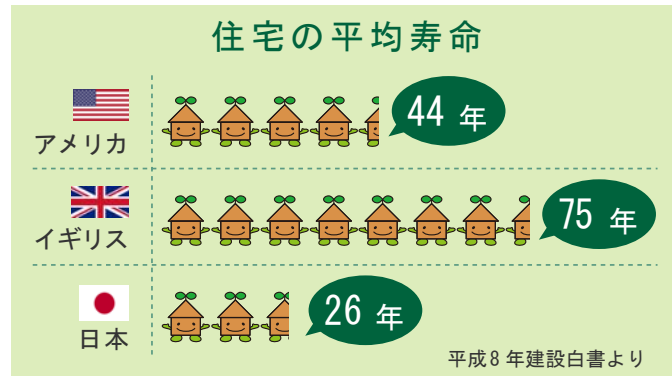 住宅の平均寿命
アメリカ
44 年
イギリス
75 年
日本
26 年
平成8年建設白書より